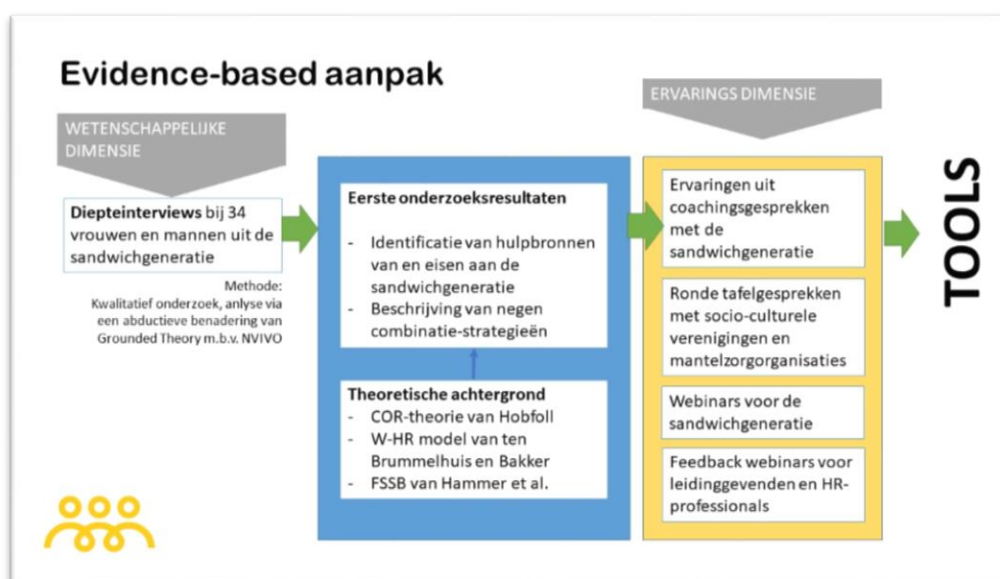 Evidence-based aanpak
WETENSCHAPPELIJKE
DIMENSIE
Diepteinterviews bij 34
vrouwen en mannen uit de
sandwichgeneratie
Methode:
Kwalitatief onderzoek, anlyse via
een abductieve benadering van
Grounded Theory m.b.v. NVIVO
Eerste onderzoeksresultaten
- Identificatie van hulpbronnen
van en eisen aan de
sandwichgeneratie
- Beschrijving van negen
combinatie-strategieën
Theoretische achtergrond
- COR-theorie van Hobfoll
- W-HR model van ten
Brummelhuis en Bakker
- FSSB van Hammer et al.
ERVARINGS DIMENSIE
Ervaringen uit
coachingsgesprekken
met de
sandwichgeneratie
Ronde tafelgesprekken
met socio-culturele
verenigingen en
mantelzorgorganisaties
Webinars voor de
sandwichgeneratie
Feedback webinars voor
leidinggevenden en HR-
professionals
TOOLS